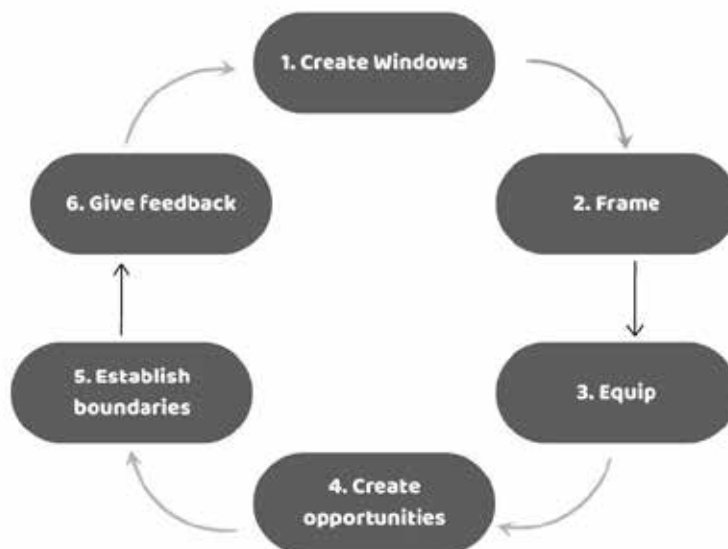 1. Create Windows
2. Frame
3. Equip
4. Create
opportunities
5. Establish
boundaries
6. Give feedback